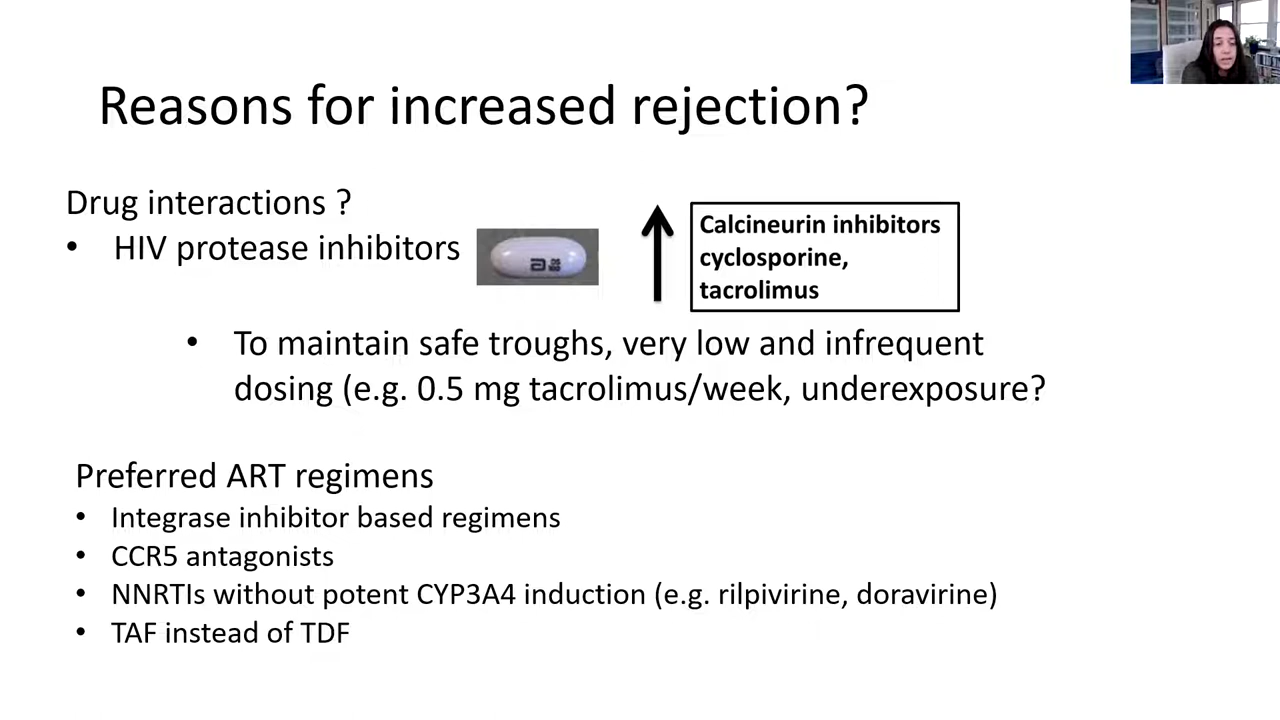 Reasons for increased rejection?
Drug interactions ?
• HIV protease inhibitors
Calcineurin inhibitors
cyclosporine,
tacrolimus
• To maintain safe troughs, very low and infrequent
dosing (e.g. 0.5 mg tacrolimus/week, underexposure?
Preferred ART regimens
• Integrase inhibitor based regimens
• CCR5 antagonists
• NNRTIs without potent CYP3A4 induction (e.g. rilpivirine, doravirine)
• TAF instead of TDF